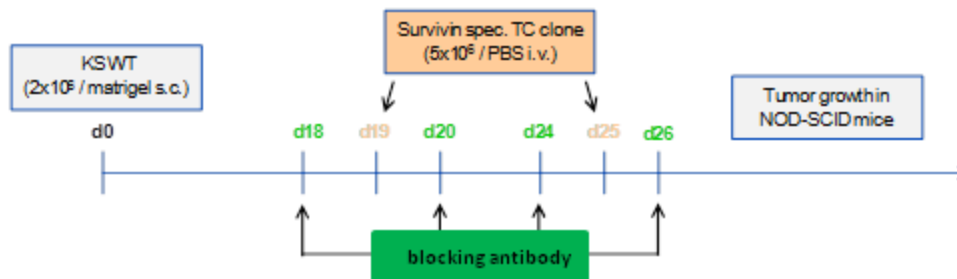 Survivin spec. TC clone
(5x10⁶ / PBS i.v.)
KSWT
(2x10⁶ / matrigel s.c.)
Tumor growth in
NOD-SCID mice
d0
d18
d19
d20
d24
d25
d26
blocking antibody